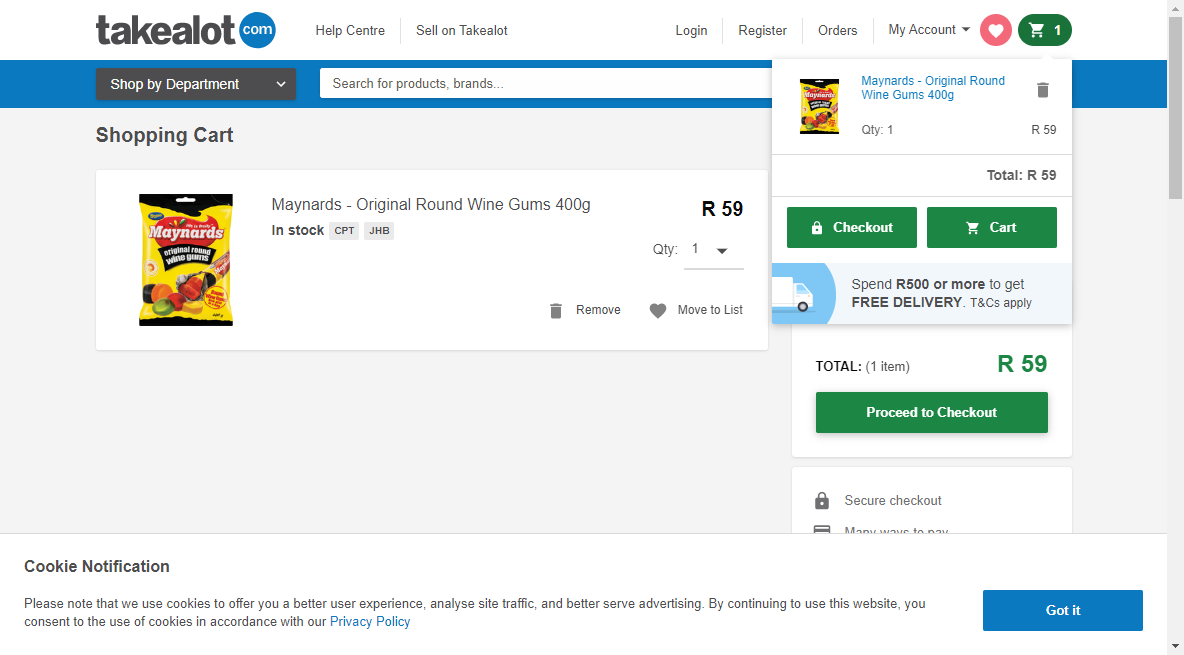 takealot com
Help Centre
Sell on Takealot
Login
Register
Orders
My Account
1
Shop by Department
Search for products, brands...
Maynards - Original Round
Wine Gums 400g
Qty: 1
R 59
Total: R 59
Checkout
Cart
Spend R500 or more to get
FREE DELIVERY. T&Cs apply
Shopping Cart
Maynards
original round
wine gums
Maynards - Original Round Wine Gums 400g
In stock CPT JHB
R 59
Qty: 1
Remove
Move to List
TOTAL: (1 item)
R 59
Proceed to Checkout
Secure checkout
Many ways to pay
Cookie Notification
Please note that we use cookies to offer you a better user experience, analyse site traffic, and better serve advertising. By continuing to use this website, you
consent to the use of cookies in accordance with our Privacy Policy
Got it